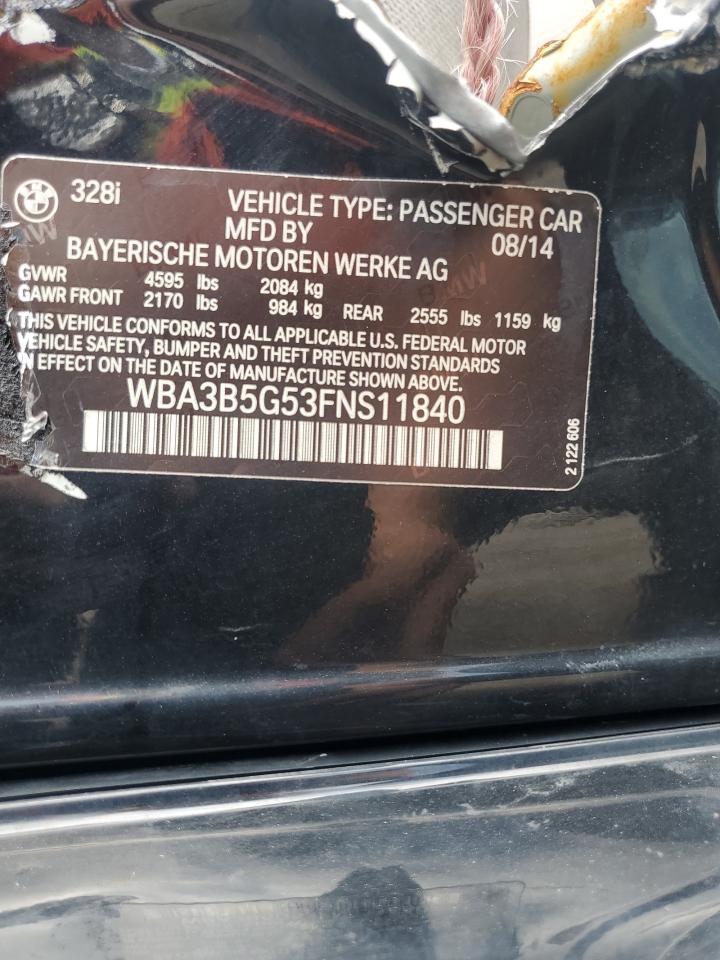 328i VEHICLE TYPE: PASSENGER CAR
MFD BY 08/14
BAYERISCHE MOTOREN WERKE AG
GVWR 4595 lbs 2084 kg
GAWR FRONT 2170 lbs 984 kg REAR 2555 lbs 1159 kg
THIS VEHICLE CONFORMS TO ALL APPLICABLE U.S. FEDERAL MOTOR
VEHICLE SAFETY, BUMPER AND THEFT PREVENTION STANDARDS
IN EFFECT ON THE DATE OF MANUFACTURE SHOWN ABOVE.
WBA3B5G53FNS11840
2 122 606